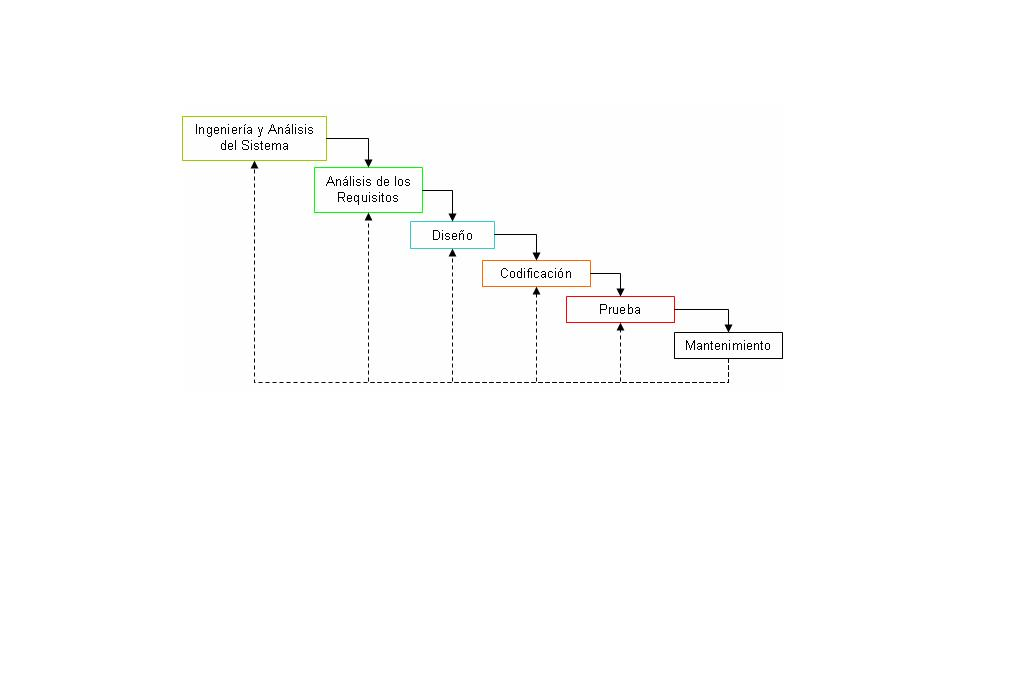 Ingeniería y Análisis
del Sistema
Análisis de los
Requisitos
Diseño
Codificación
Prueba
Mantenimiento